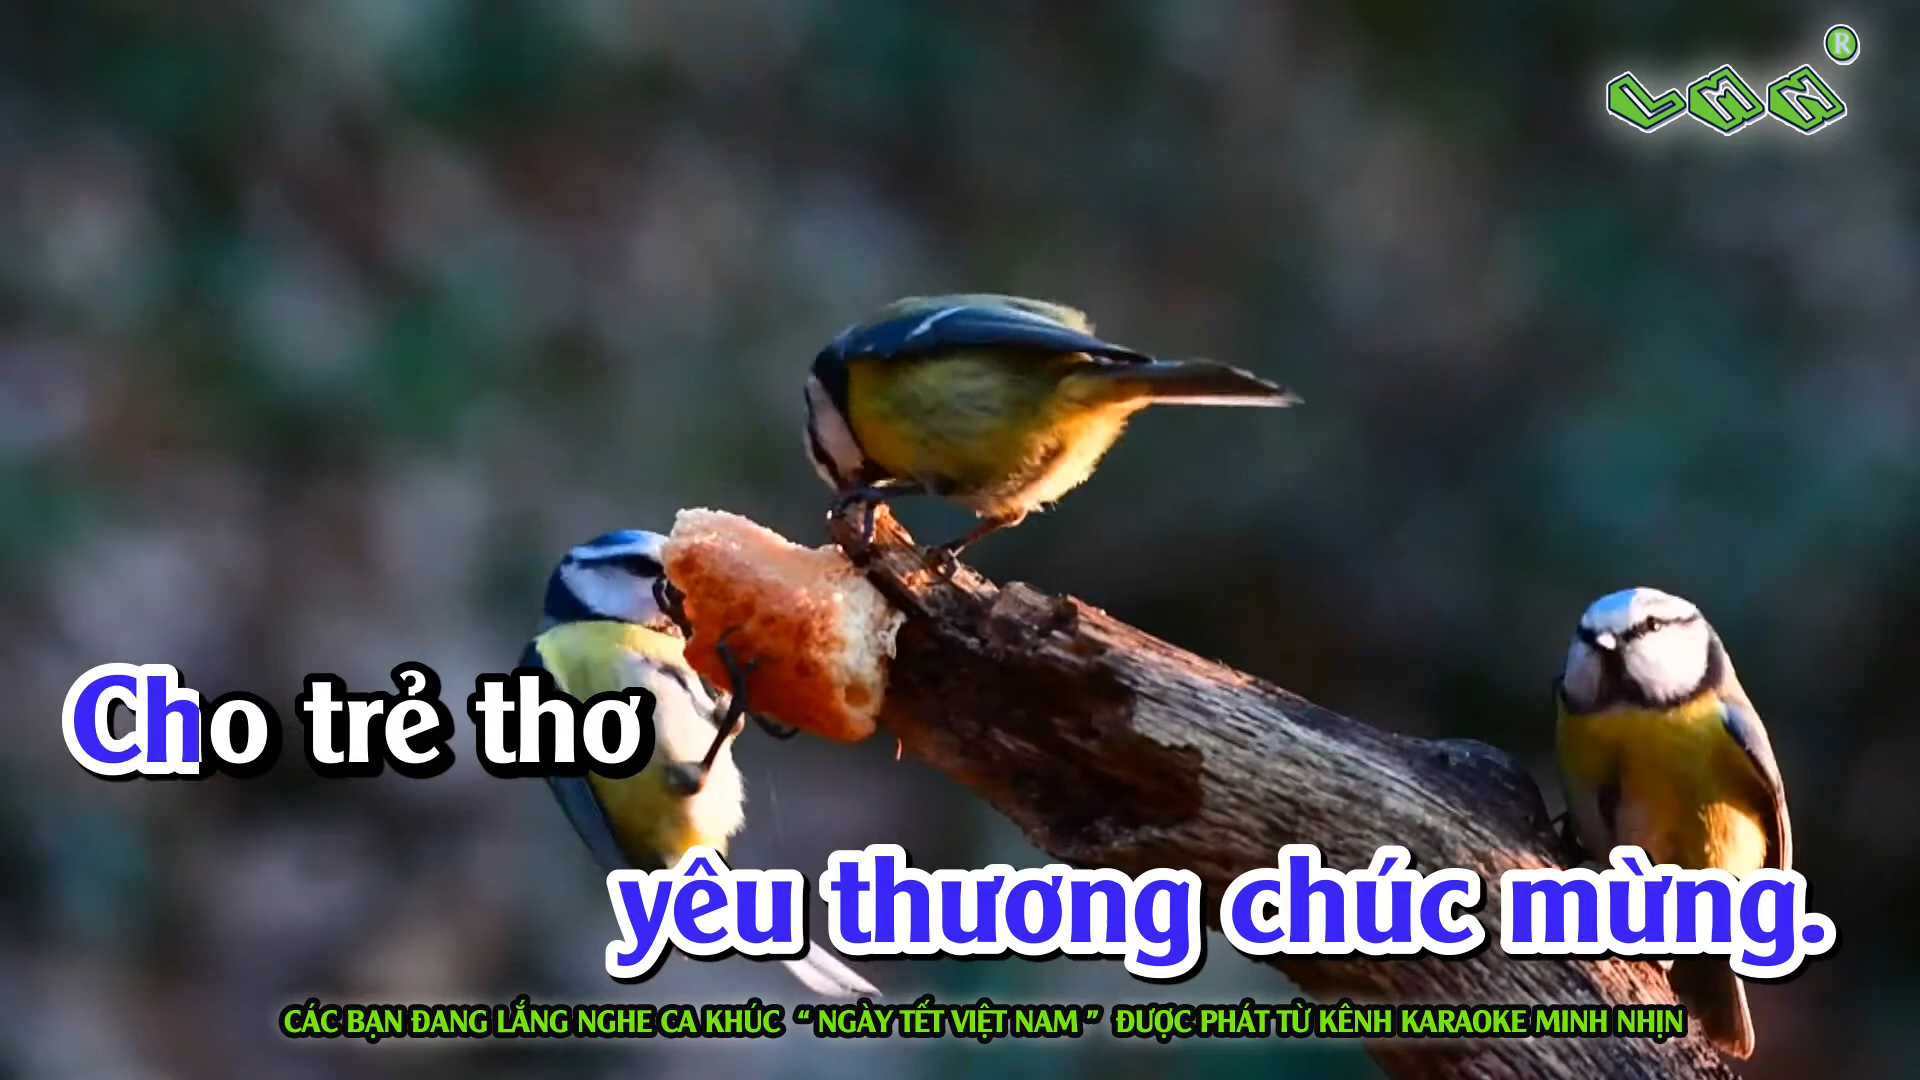 LMN®
Cho trẻ thơ
yêu thương chúc mừng.
CÁC BẠN ĐANG LẮNG NGHE CA KHÚC “ NGÀY TẾT VIỆT NAM ” ĐƯỢC PHÁT TỪ KÊNH KARAOKE MINH NHỊN